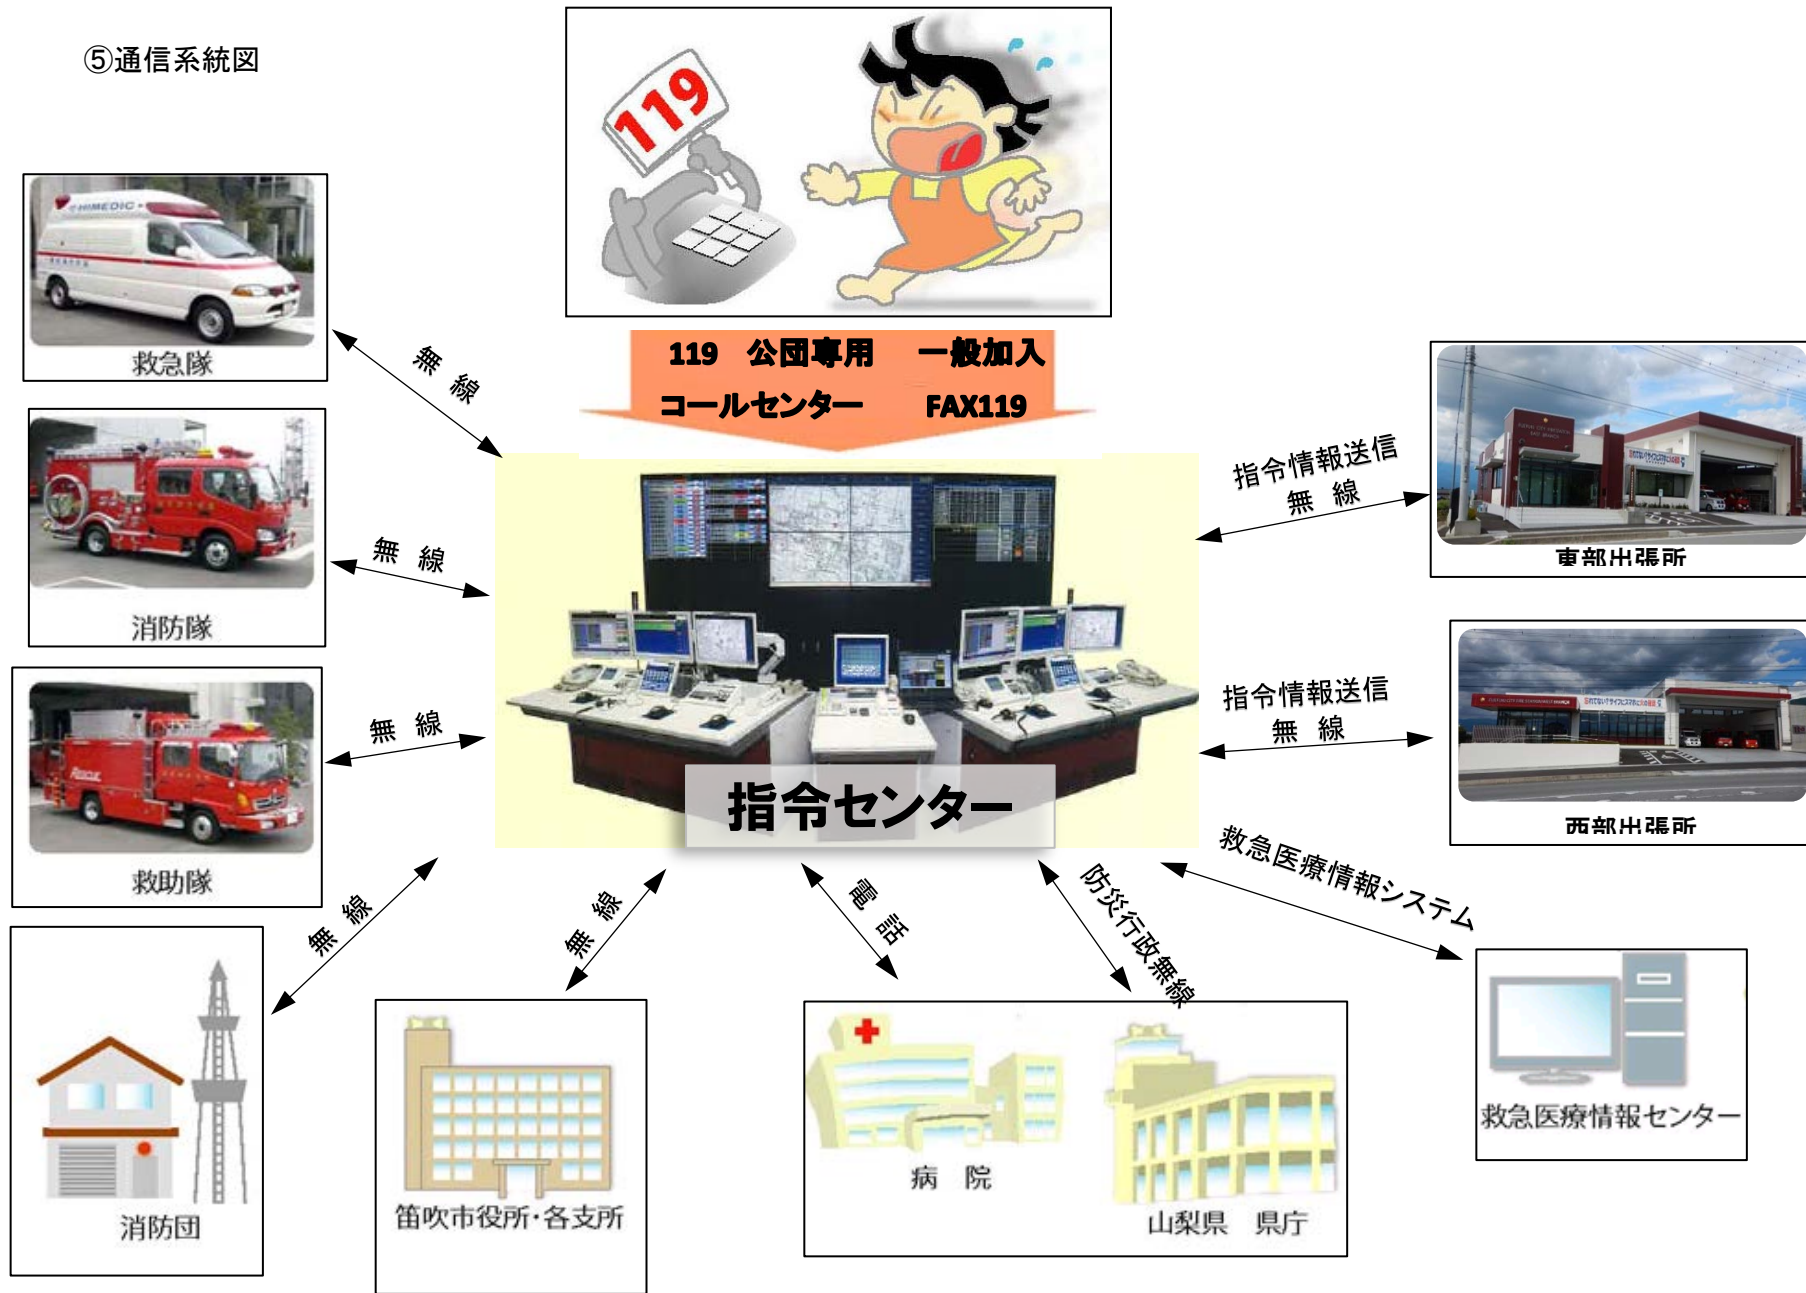 ⑤通信系統図
119
119 公団専用 一般加入
コールセンター FAX119
HIMEDIC
救急隊
無線
消防隊
無線
RESCUE
救助隊
無線
指令センター
指令情報送信
無線
東部出張所
指令情報送信
無線
西部出張所
無線
消防団
無線
笛吹市役所・各支所
電話
病院
防災行政無線
山梨県 県庁
救急医療情報システム
救急医療情報センター